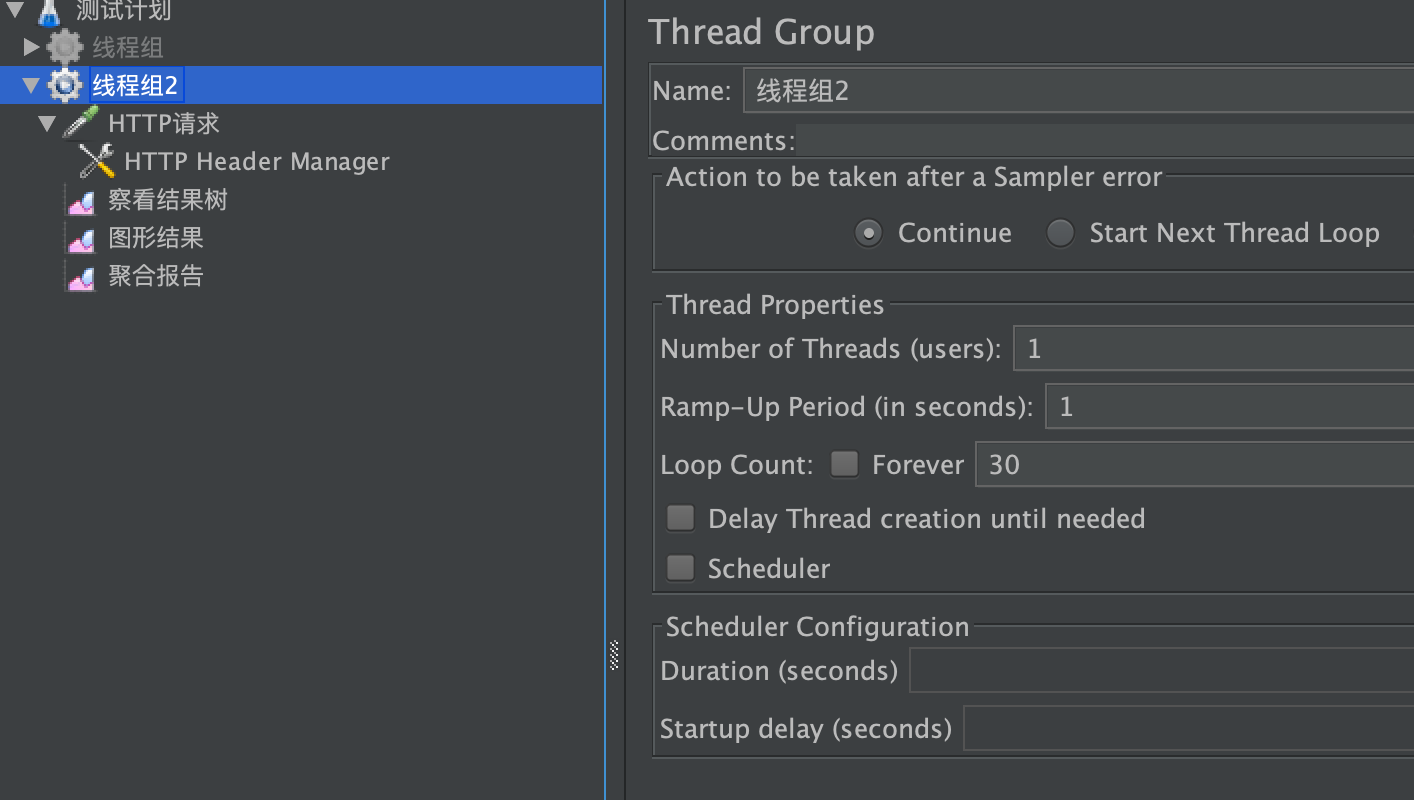 测试计划
线程组
线程组2
HTTP请求
HTTP Header Manager
察看结果树
图形结果
聚合报告
Thread Group
Name: 线程组2
Comments:
Action to be taken after a Sampler error
Continue Start Next Thread Loop
Thread Properties
Number of Threads (users): 1
Ramp-Up Period (in seconds): 1
Loop Count: Forever 30
Delay Thread creation until needed
Scheduler
Scheduler Configuration
Duration (seconds)
Startup delay (seconds)